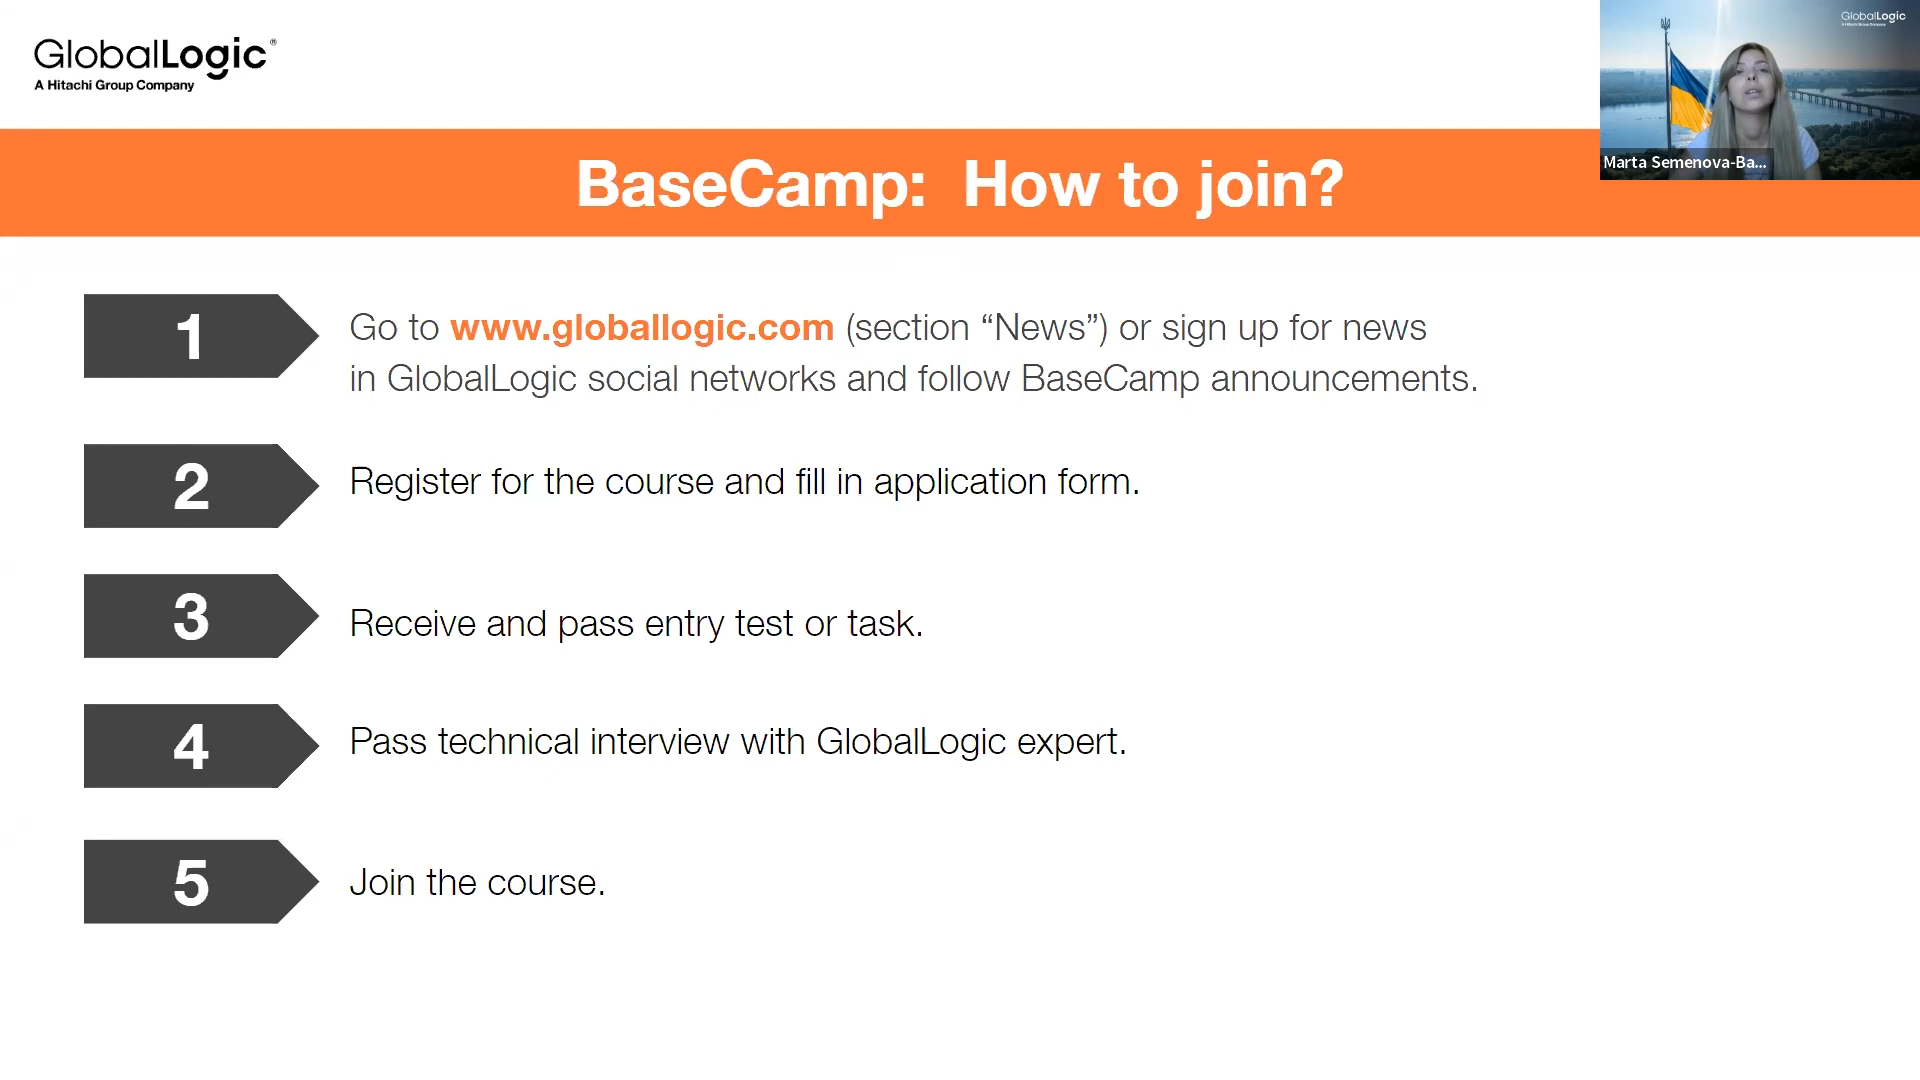 GlobalLogic®
A Hitachi Group Company
GlobalLogic
Marta Semenova-Ba...
BaseCamp: How to join?
1
Go to www.globallogic.com (section “News”) or sign up for news
in GlobalLogic social networks and follow BaseCamp announcements.
2
Register for the course and fill in application form.
3
Receive and pass entry test or task.
4
Pass technical interview with GlobalLogic expert.
5
Join the course.